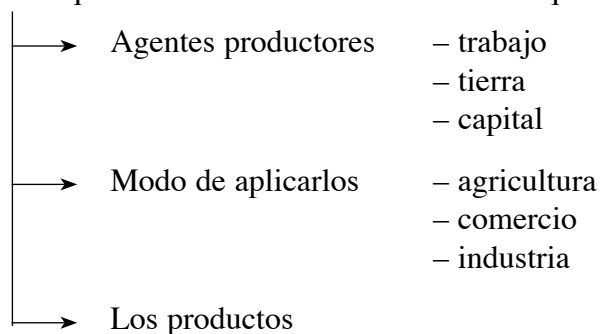 Agentes productores – trabajo
– tierra
– capital
Modo de aplicarlos – agricultura
– comercio
– industria
Los productos